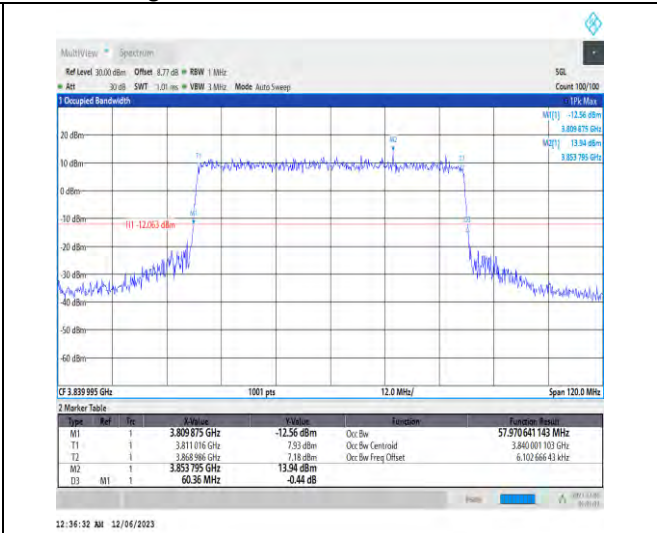 MultiView Spectrum
Ref Level 30.00 dBm Offset 8.77 dB RBW 1 MHz SGL
Att 30 dB SWT 1.01 ms VBW 3 MHz Mode Auto Sweep Count 100/100
1 Occupied Bandwidth 1Pk Max
M1[1] -12.56 dBm
3.809 875 GHz
20 dBm M2 M2[1] 13.94 dBm
3.853 795 GHz
10 dBm T1
0 dBm
-10 dBm M1
H1 -12.063 dBm
-20 dBm
-30 dBm
-40 dBm
-50 dBm
-60 dBm
CF 3.839 995 GHz 1001 pts 12.0 MHz/ Span 120.0 MHz
2 Marker Table
Type Ref Trc X-Value Y-Value Function Function Result
M1 1 3.809 875 GHz -12.56 dBm Occ Bw 57.970 641 143 MHz
T1 1 3.811 016 GHz 7.93 dBm Occ Bw Centroid 3.840 001 103 GHz
T2 1 3.868 986 GHz 7.18 dBm Occ Bw Freq Offset 6.102 666 43 kHz
M2 1 3.853 795 GHz 13.94 dBm
D3 M1 1 60.36 MHz -0.44 dB
12:36:32 AM 12/06/2023